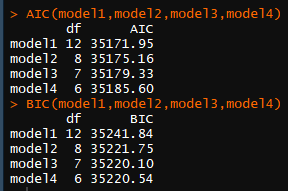 > AIC(model1,model2,model3,model4)
df AIC
model1 12 35171.95
model2 8 35175.16
model3 7 35179.33
model4 6 35185.60
> BIC(model1,model2,model3,model4)
df BIC
model1 12 35241.84
model2 8 35221.75
model3 7 35220.10
model4 6 35220.54